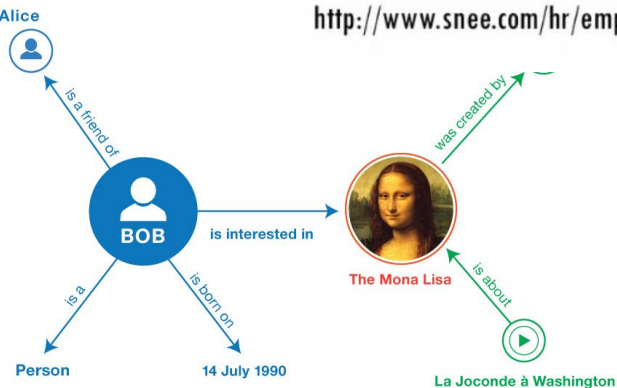 Alice
http://www.snee.com/hr/emp
is a friend of
was created by
BOB
is interested in
The Mona Lisa
is a
is born on
is about
Person
14 July 1990
La Joconde à Washington